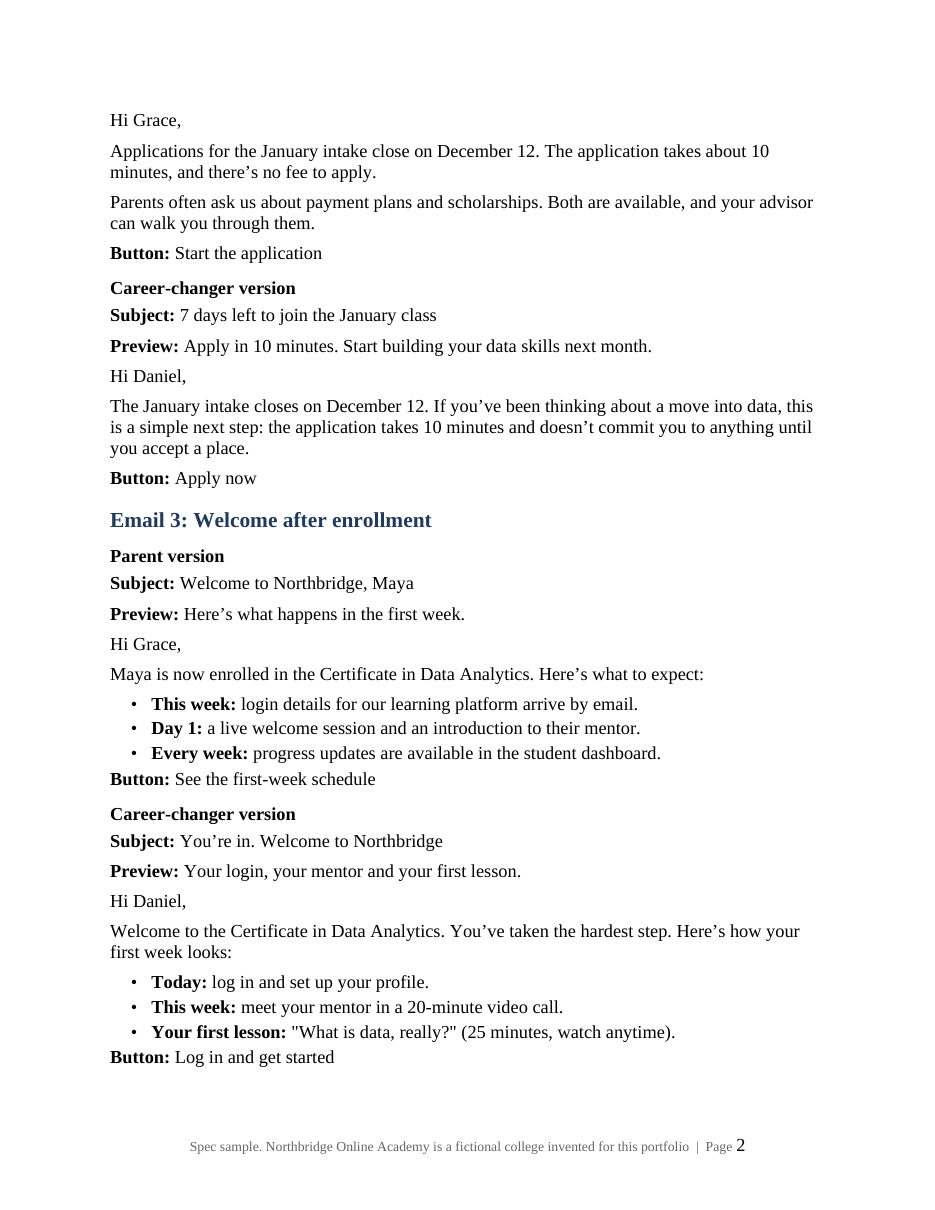 Hi Grace,
Applications for the January intake close on December 12. The application takes about 10
minutes, and there’s no fee to apply.
Parents often ask us about payment plans and scholarships. Both are available, and your advisor
can walk you through them.
Button: Start the application
Career-changer version
Subject: 7 days left to join the January class
Preview: Apply in 10 minutes. Start building your data skills next month.
Hi Daniel,
The January intake closes on December 12. If you’ve been thinking about a move into data, this
is a simple next step: the application takes 10 minutes and doesn’t commit you to anything until
you accept a place.
Button: Apply now
Email 3: Welcome after enrollment
Parent version
Subject: Welcome to Northbridge, Maya
Preview: Here’s what happens in the first week.
Hi Grace,
Maya is now enrolled in the Certificate in Data Analytics. Here’s what to expect:
• This week: login details for our learning platform arrive by email.
• Day 1: a live welcome session and an introduction to their mentor.
• Every week: progress updates are available in the student dashboard.
Button: See the first-week schedule
Career-changer version
Subject: You’re in. Welcome to Northbridge
Preview: Your login, your mentor and your first lesson.
Hi Daniel,
Welcome to the Certificate in Data Analytics. You’ve taken the hardest step. Here’s how your
first week looks:
• Today: log in and set up your profile.
• This week: meet your mentor in a 20-minute video call.
• Your first lesson: "What is data, really?" (25 minutes, watch anytime).
Button: Log in and get started
Spec sample. Northbridge Online Academy is a fictional college invented for this portfolio | Page 2